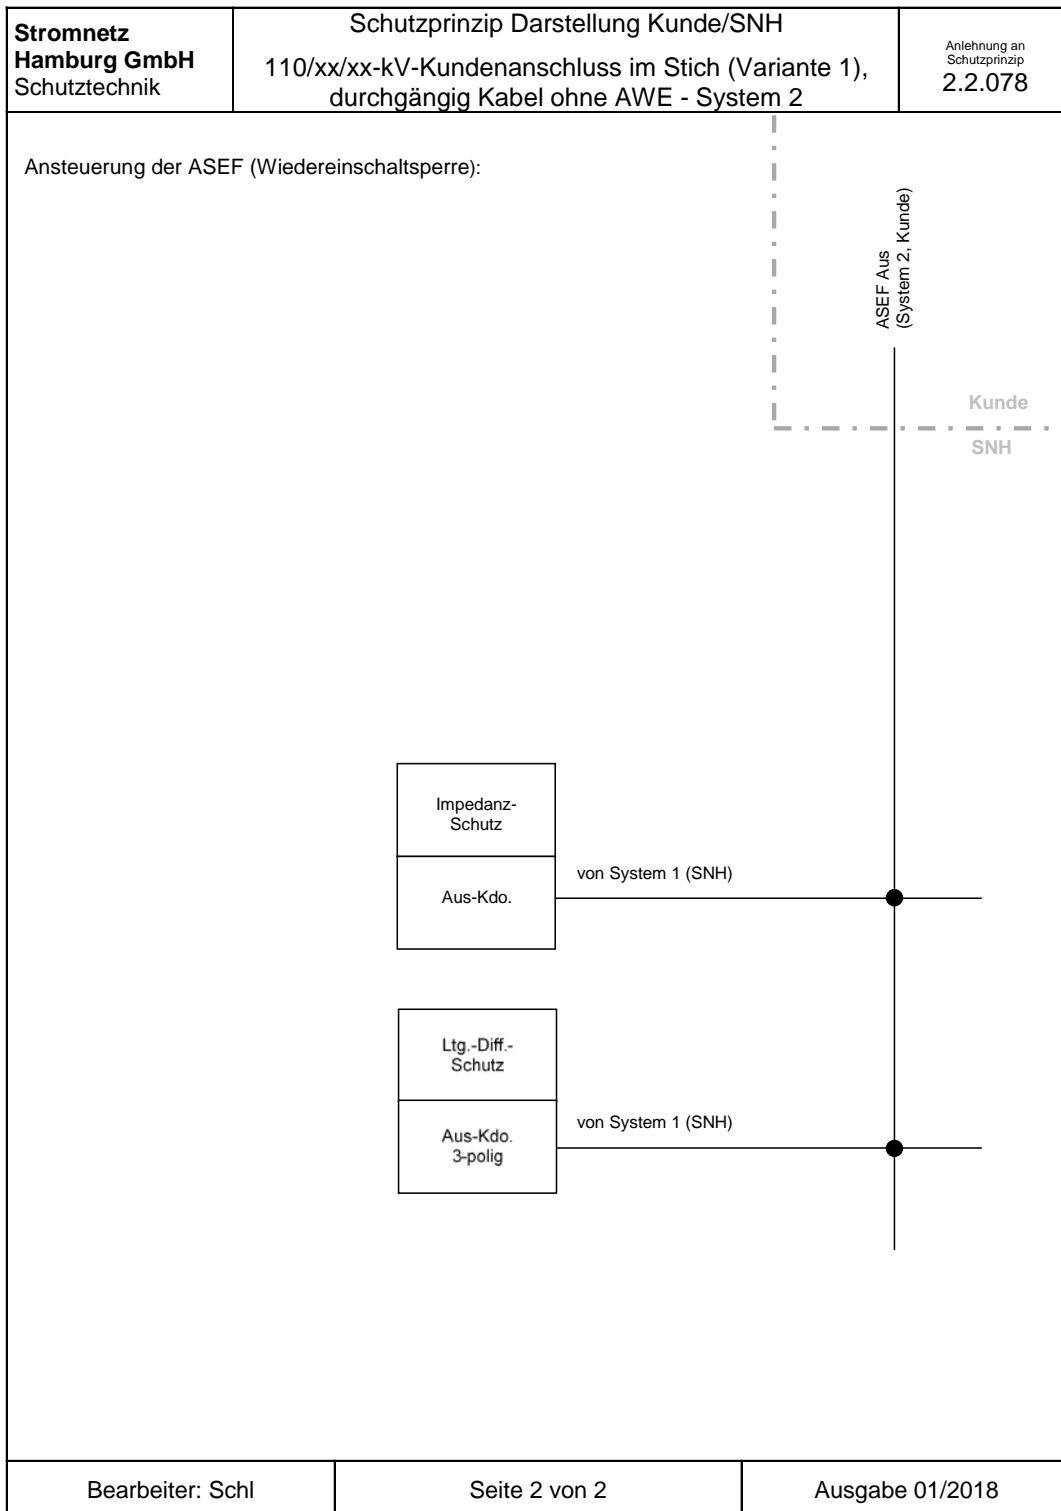 Stromnetz
Hamburg GmbH
Schutztechnik
Schutzprinzip Darstellung Kunde/SNH
110/xx/xx-kV-Kundenanschluss im Stich (Variante 1),
durchgängig Kabel ohne AWE - System 2
Anlehnung an
Schutzprinzip
2.2.078
Ansteuerung der ASEF (Wiedereinschaltsperre):
ASEF Aus
(System 2, Kunde)
Kunde
SNH
Impedanz-
Schutz
Aus-Kdo.
von System 1 (SNH)
Ltg.-Diff.-
Schutz
Aus-Kdo.
3-polig
von System 1 (SNH)
Bearbeiter: Schl
Seite 2 von 2
Ausgabe 01/2018